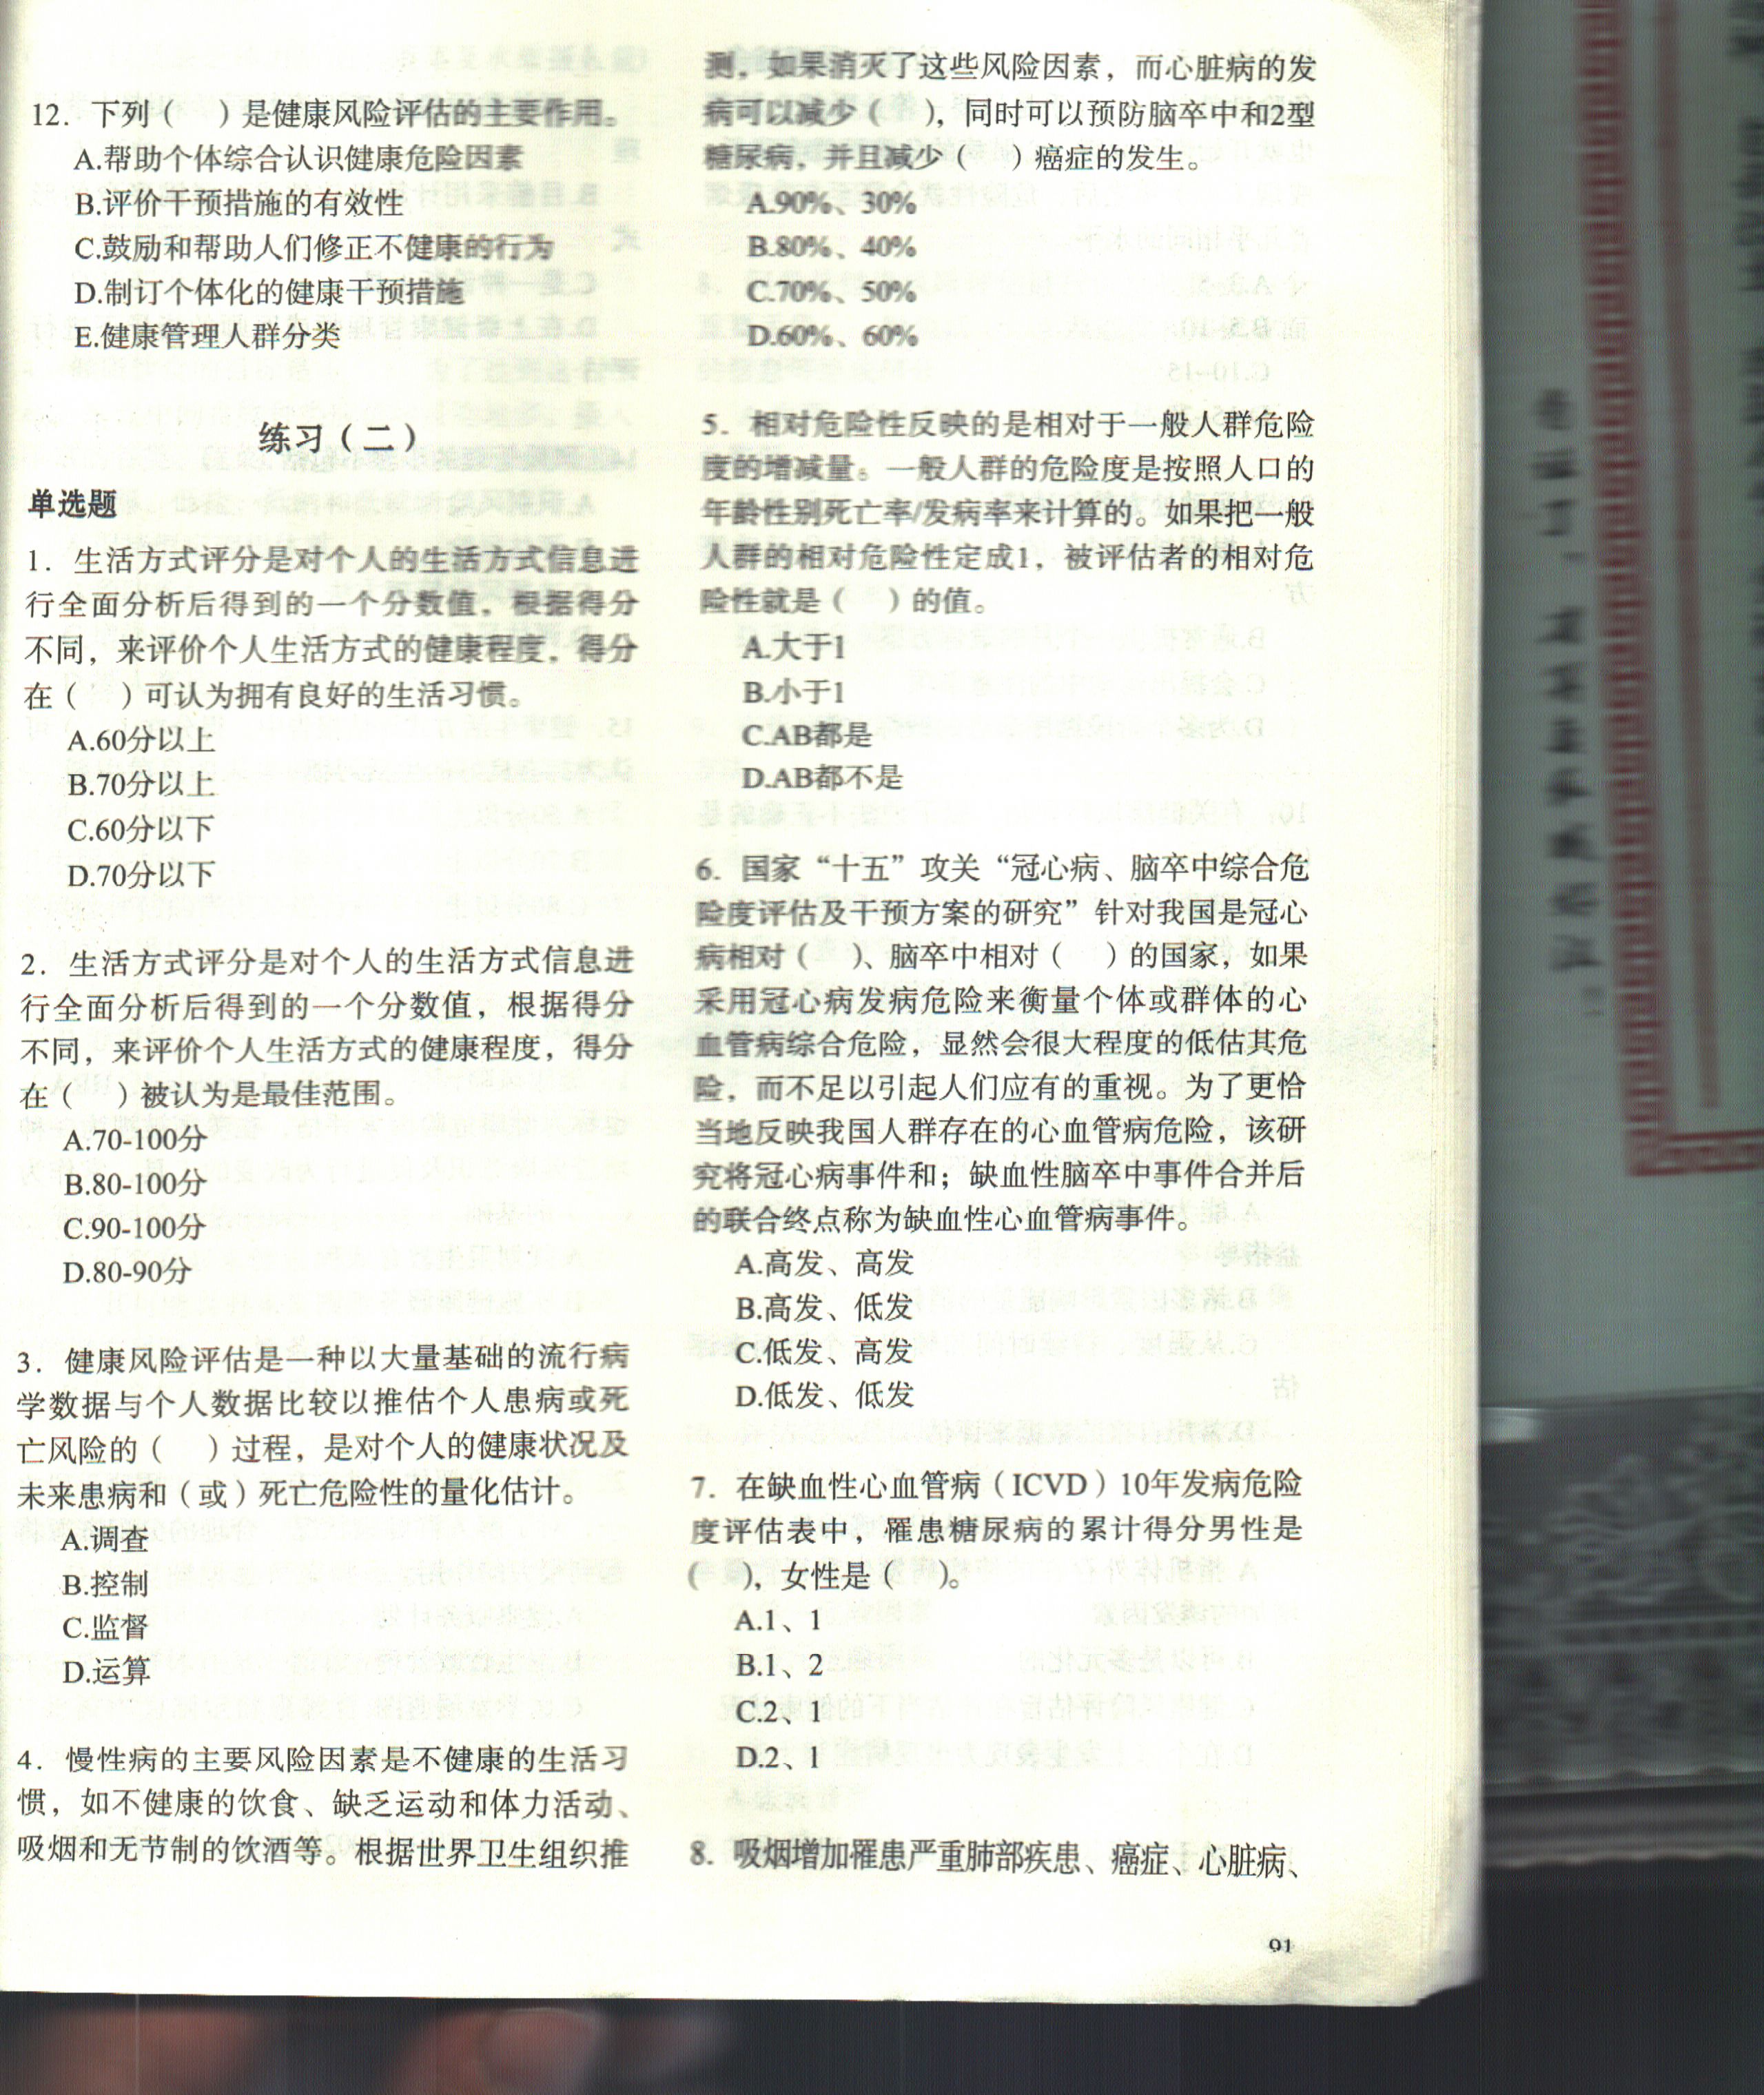 12．下列（　）是健康风险评估的主要作用。
A.帮助个体综合认识健康危险因素
B.评价干预措施的有效性
C.鼓励和帮助人们修正不健康的行为
D.制订个体化的健康干预措施
E.健康管理人群分类
练习（二）
单选题
1．生活方式评分是对个人的生活方式信息进
行全面分析后得到的一个分数值，根据得分
不同，来评价个人生活方式的健康程度，得分
在（　）可认为拥有良好的生活习惯。
A.60分以上
B.70分以上
C.60分以下
D.70分以下
2．生活方式评分是对个人的生活方式信息进
行全面分析后得到的一个分数值，根据得分
不同，来评价个人生活方式的健康程度，得分
在（　）被认为是最佳范围。
A.70-100分
B.80-100分
C.90-100分
D.80-90分
3．健康风险评估是一种以大量基础的流行病
学数据与个人数据比较以推估个人患病或死
亡风险的（　）过程，是对个人的健康状况及
未来患病和（或）死亡危险性的量化估计。
A.调查
B.控制
C.监督
D.运算
4．慢性病的主要风险因素是不健康的生活习
惯，如不健康的饮食、缺乏运动和体力活动、
吸烟和无节制的饮酒等。根据世界卫生组织推
测，如果消灭了这些风险因素，而心脏病的发
病可以减少（　），同时可以预防脑卒中和2型
糖尿病，并且减少（　）癌症的发生。
A.90%、30%
B.80%、40%
C.70%、50%
D.60%、60%
5．相对危险性反映的是相对于一般人群危险
度的增减量。一般人群的危险度是按照人口的
年龄性别死亡率/发病率来计算的。如果把一般
人群的相对危险性定成1，被评估者的相对危
险性就是（　）的值。
A.大于1
B.小于1
C.AB都是
D.AB都不是
6．国家“十五”攻关“冠心病、脑卒中综合危
险度评估及干预方案的研究”针对我国是冠心
病相对（　）、脑卒中相对（　）的国家，如果
采用冠心病发病危险来衡量个体或群体的心
血管病综合危险，显然会很大程度的低估其危
险，而不足以引起人们应有的重视。为了更恰
当地反映我国人群存在的心血管病危险，该研
究将冠心病事件和；缺血性脑卒中事件合并后
的联合终点称为缺血性心血管病事件。
A.高发、高发
B.高发、低发
C.低发、高发
D.低发、低发
7．在缺血性心血管病（ICVD）10年发病危险
度评估表中，罹患糖尿病的累计得分男性是
（　），女性是（　）。
A.1、1
B.1、2
C.2、1
D.2、1
8．吸烟增加罹患严重肺部疾患、癌症、心脏病、
91